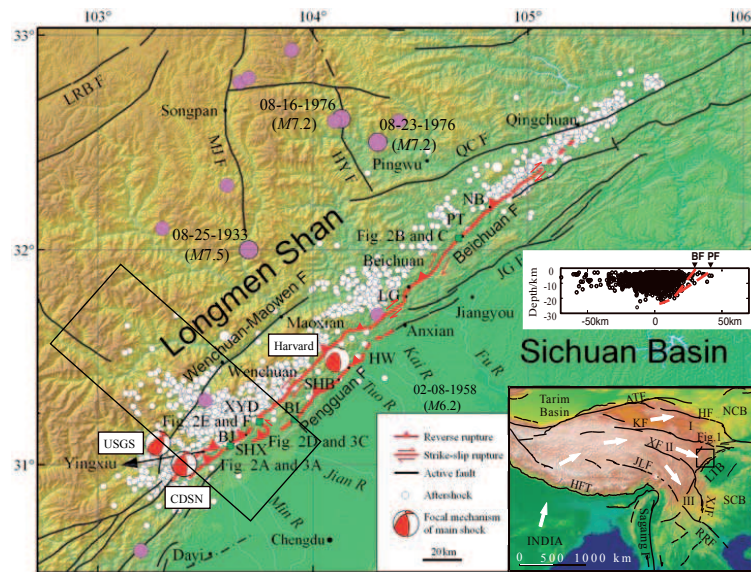 103°
104°
105°
106°
33°
32°
31°
LRB F
Songpan
MJ F
08-16-1976
(M7.2)
HY F
08-23-1976
(M7.2)
Pingwu
QC F
Qingchuan
NB
PT
Fig. 2B and C
Beichuan
Beichuan F
08-25-1933
(M7.5)
Longmen Shan
Wenchuan-Maowen F
JG F
LG
Jiangyou
Anxian
Maoxian
Harvard
Wenchuan
HW
SHB
Pengguan F
Kai R
Fu R
Tuo R
Sichuan Basin
02-08-1958
(M6.2)
XYD
BL
Fig. 2E and F
USGS
BJ
SHX
Fig. 2D and 3C
Yingxiu
Fig. 2A and 3A
CDSN
Jian R
Min R
Dayi
Chengdu
BF PF
Depth/km
0
-10
-20
-30
-50km
0
50km
Reverse rupture
Strike-slip rupture
Active fault
Aftershock
Focal mechanism
of main shock
20km
Tarim
Basin
ATF
HF
NCB
KF
I
Fig.1
XF II
JLF
LTB
HFT
III
XJF
SCB
Sagaing F
RRF
INDIA
0 500 1000 km